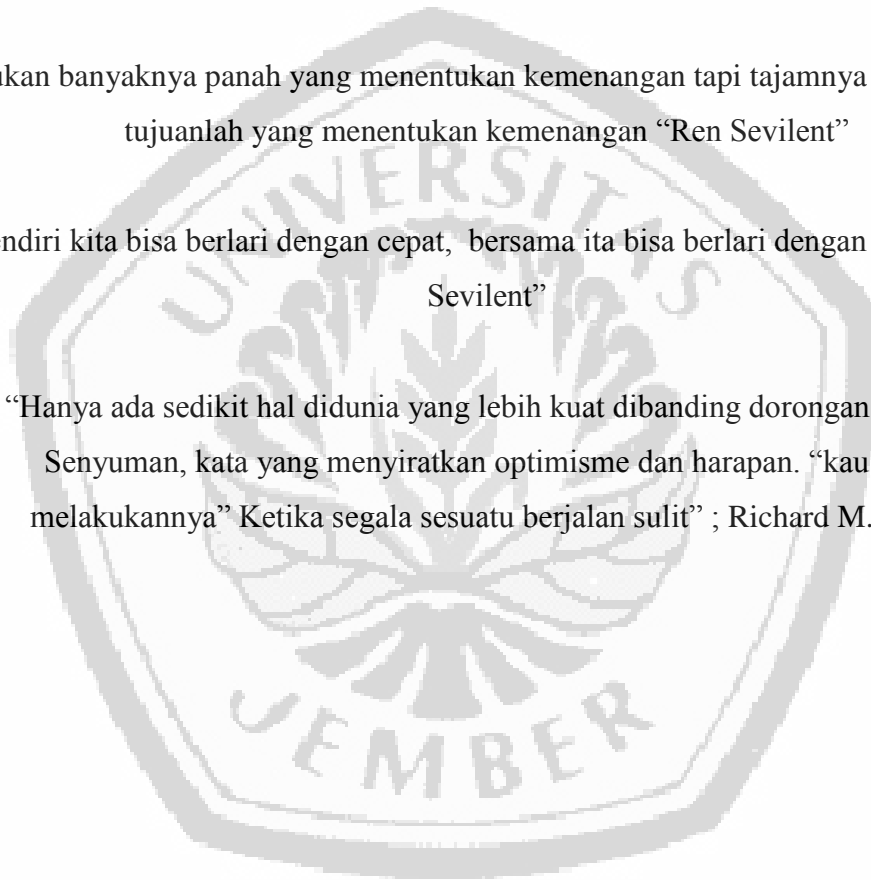 ukan banyaknya panah yang menentukan kemenangan tapi tajamnya
tujuanlah yang menentukan kemenangan “Ren Sevilent”
endiri kita bisa berlari dengan cepat, bersama ita bisa berlari dengan
Sevilent”
“Hanya ada sedikit hal didunia yang lebih kuat dibanding dorongan
Senyuman, kata yang menyiratkan optimisme dan harapan. “kau
melakukannya” Ketika segala sesuatu berjalan sulit” ; Richard M.
UNIVERSITAS
JEMBER